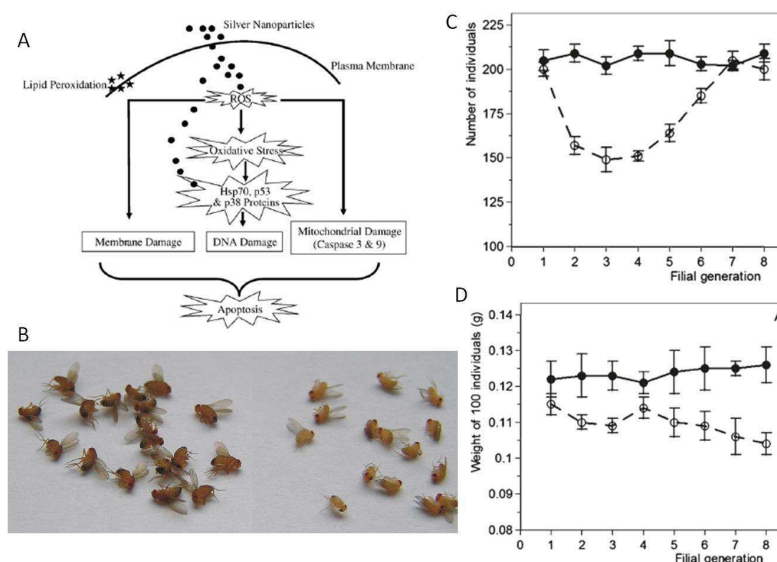 A
Silver Nanoparticles
Plasma Membrane
Lipid Peroxidation
ROS
Oxidative Stress
Hsp70, p53
& p38 Proteins
Membrane Damage
DNA Damage
Mitochondrial Damage
(Caspase 3 & 9)
Apoptosis
B
C
Number of individuals
225
200
175
150
125
100
0 1 2 3 4 5 6 7 8
Filial generation
D
A
Weight of 100 individuals (g)
0.14
0.13
0.12
0.11
0.1
0.09
0.08
0 1 2 3 4 5 6 7 8
Filial generation